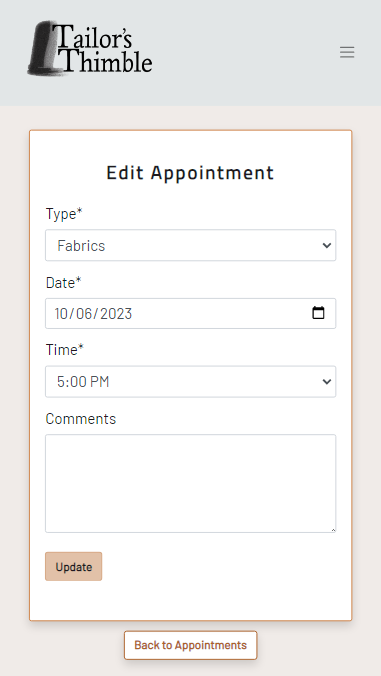 Tailor's
Thimble
Edit Appointment
Type*
Fabrics
Date*
10/06/2023
Time*
5:00 PM
Comments
Update
Back to Appointments